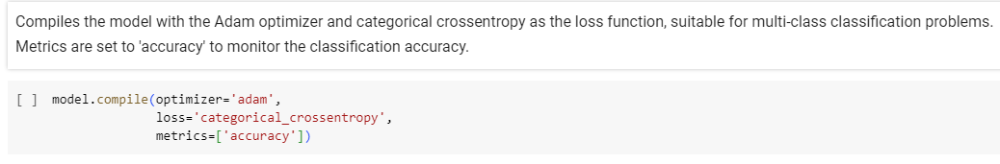 Compiles the model with the Adam optimizer and categorical crossentropy as the loss function, suitable for multi-class classification problems.
Metrics are set to 'accuracy' to monitor the classification accuracy.
[ ] model.compile(optimizer='adam',
loss='categorical_crossentropy',
metrics=['accuracy'])